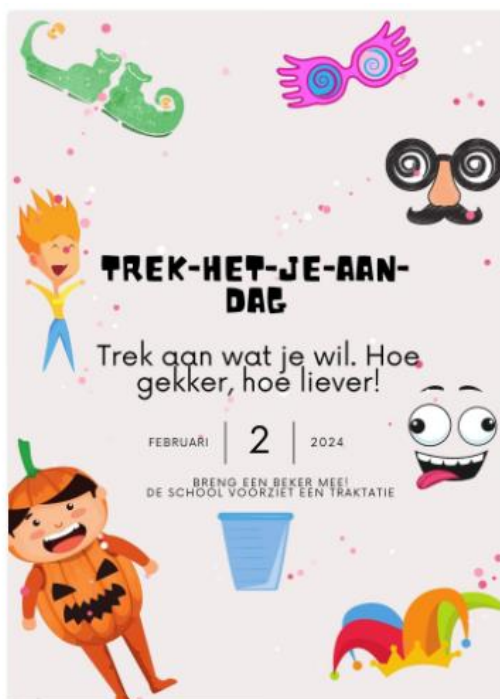 TREK-HET-JE-AAN-
DAG
Trek aan wat je wil. Hoe
gekker, hoe liever!
FEBRUARI | 2 | 2024
BRENG EEN BEKER MEE!
DE SCHOOL VOORZIET EEN TRAKTATIE